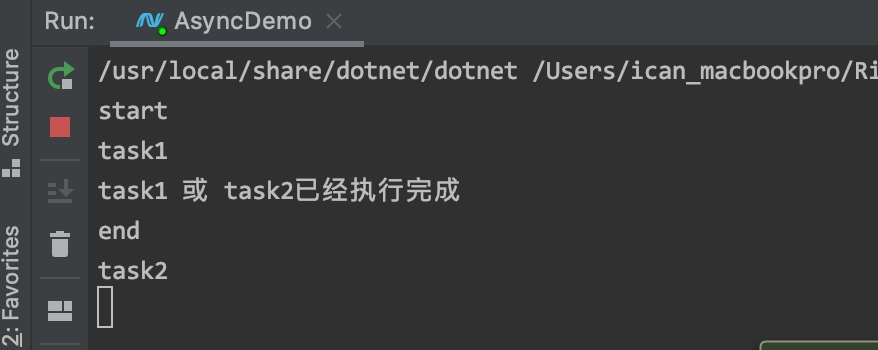 Run: AsyncDemo
Structure
2: Favorites
/usr/local/share/dotnet/dotnet /Users/ican_macbookpro/Ri
start
task1
task1 或 task2已经执行完成
end
task2